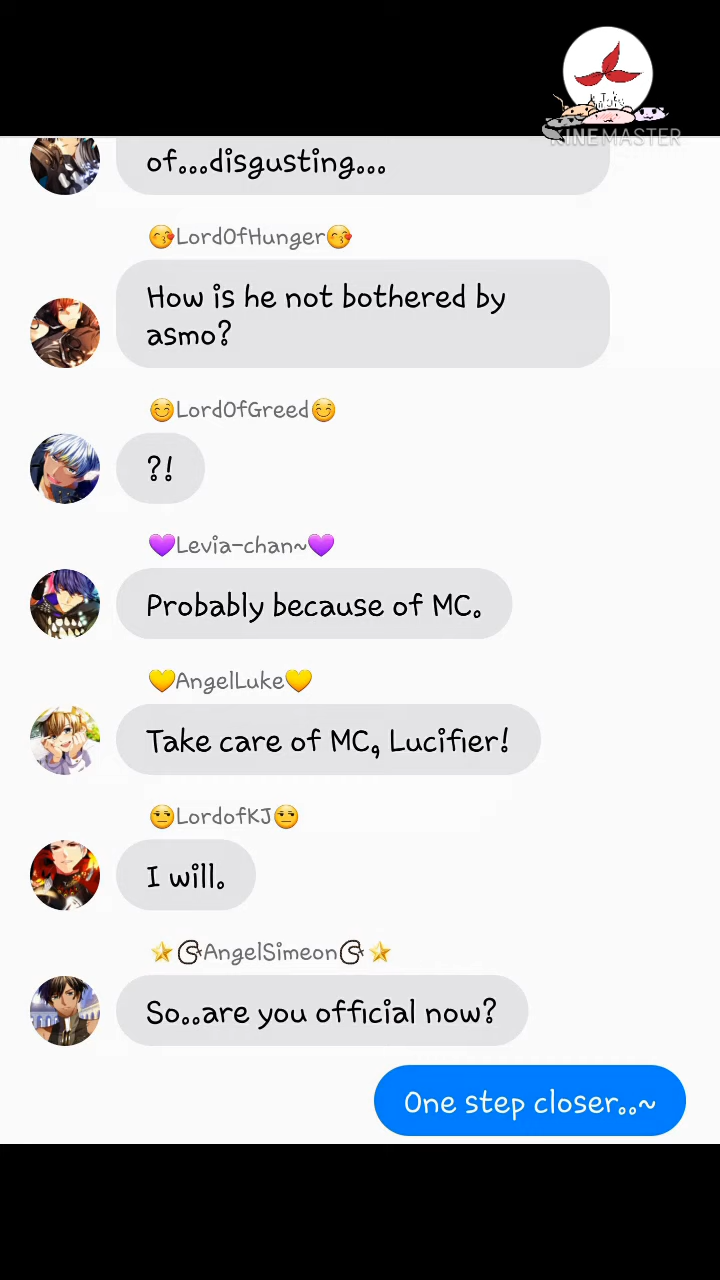 KINEMASTER
of...disgusting...
😙LordOfHunger😙
How is he not bothered by
asmo?
😊LordOfGreed😊
?!
💜Levia-chan~💜
Probably because of MC.
💛AngelLuke💛
Take care of MC, Lucifier!
😒LordofKJ😒
I will.
⭐AngelSimeon⭐
So..are you official now?
One step closer..~